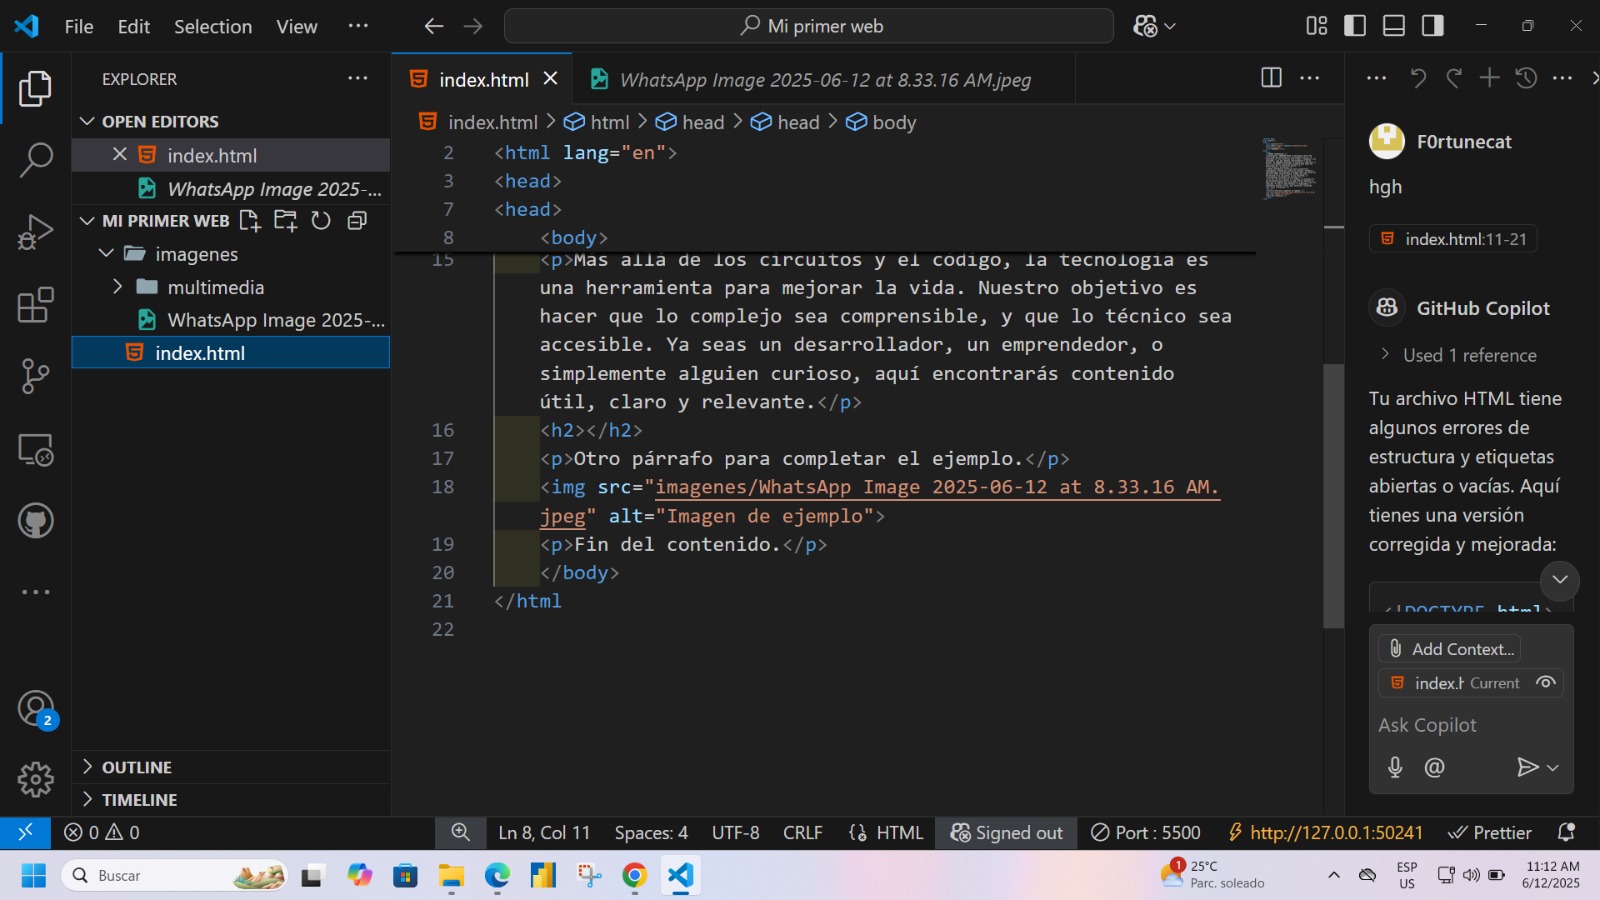 File Edit Selection View ···
Mi primer web
EXPLORER
OPEN EDITORS
index.html
WhatsApp Image 2025-...
MI PRIMER WEB
imagenes
multimedia
WhatsApp Image 2025-...
index.html
OUTLINE
TIMELINE
2
index.html
WhatsApp Image 2025-06-12 at 8.33.16 AM.jpeg
index.html > html > head > head > body
2 <html lang="en">
3 <head>
7 <head>
8 <body>
15 <p>Más allá de los circuitos y el código, la tecnología es
una herramienta para mejorar la vida. Nuestro objetivo es
hacer que lo complejo sea comprensible, y que lo técnico sea
accesible. Ya seas un desarrollador, un emprendedor, o
simplemente alguien curioso, aquí encontrarás contenido
útil, claro y relevante.</p>
16 <h2></h2>
17 <p>Otro párrafo para completar el ejemplo.</p>
18 <img src="imagenes/WhatsApp Image 2025-06-12 at 8.33.16 AM.
jpeg" alt="Imagen de ejemplo">
19 <p>Fin del contenido.</p>
20 </body>
21 </html
22
F0rtunecat
hgh
index.html:11-21
GitHub Copilot
Used 1 reference
Tu archivo HTML tiene
algunos errores de
estructura y etiquetas
abiertas o vacías. Aquí
tienes una versión
corregida y mejorada:
<!DOCTYPE html>
Add Context...
index.h Current
Ask Copilot
0 0
Ln 8, Col 11 Spaces: 4 UTF-8 CRLF {} HTML Signed out Port : 5500 http://127.0.0.1:50241 Prettier
Buscar
1
25°C
Parc. soleado
ESP
US
11:12 AM
6/12/2025